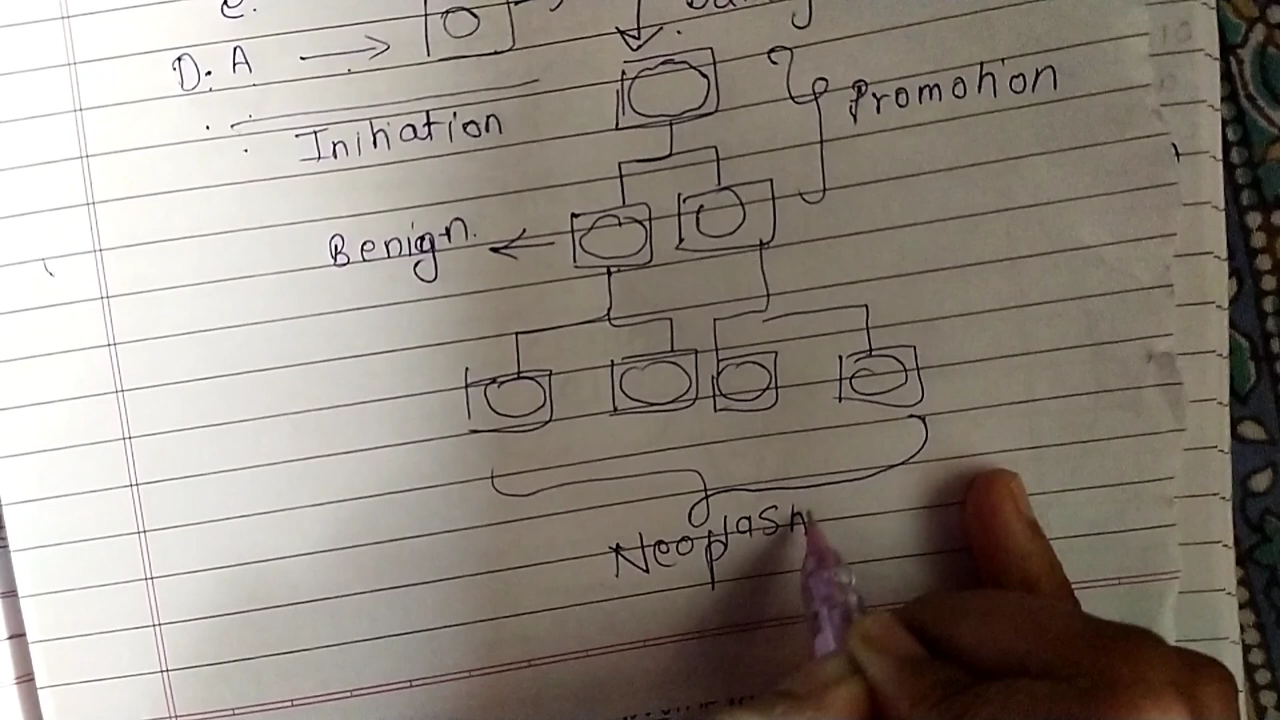 e.
D. A
Promotion
Initiation
Benign.
Neoplasm